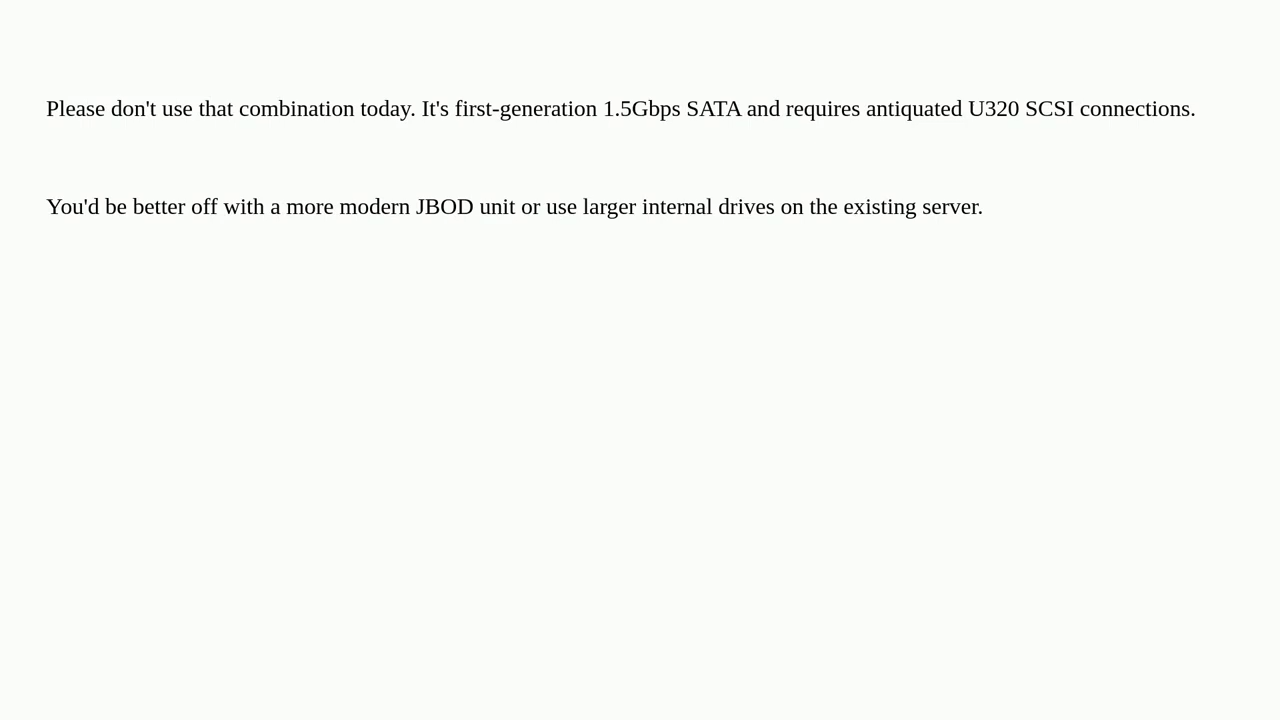 Please don't use that combination today. It's first-generation 1.5Gbps SATA and requires antiquated U320 SCSI connections.
You'd be better off with a more modern JBOD unit or use larger internal drives on the existing server.